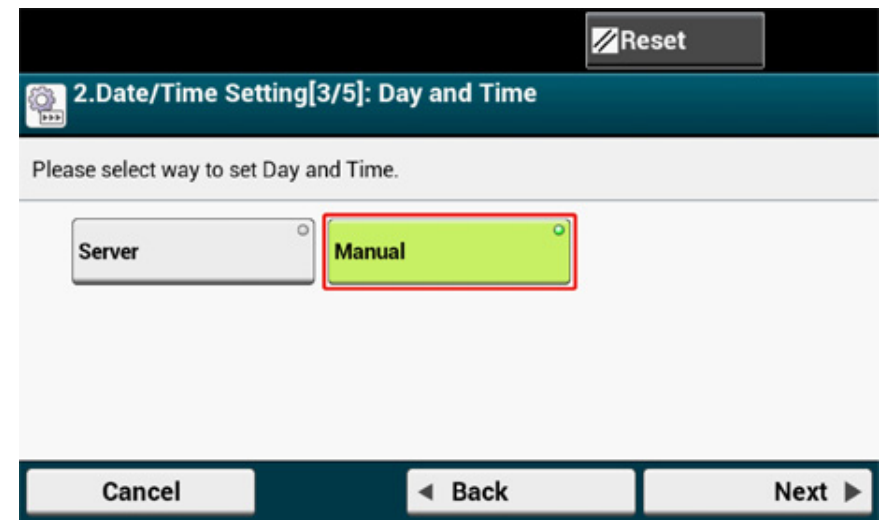 Reset
2.Date/Time Setting[3/5]: Day and Time
Please select way to set Day and Time.
Server
Manual
Cancel
Back
Next